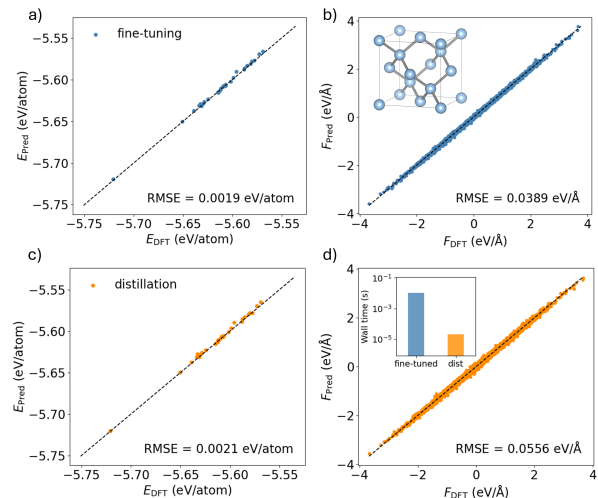 a)
fine-tuning
−5.55
−5.60
−5.65
−5.70
−5.75
E_Pred (eV/atom)
RMSE = 0.0019 eV/atom
−5.75 −5.70 −5.65 −5.60 −5.55
E_DFT (eV/atom)
b)
4
2
0
−2
−4
F_Pred (eV/Å)
RMSE = 0.0389 eV/Å
−4 −2 0 2 4
F_DFT (eV/Å)
c)
distillation
−5.55
−5.60
−5.65
−5.70
−5.75
E_Pred (eV/atom)
RMSE = 0.0021 eV/atom
−5.75 −5.70 −5.65 −5.60 −5.55
E_DFT (eV/atom)
d)
4
2
0
−2
−4
F_Pred (eV/Å)
10⁻¹
10⁻³
10⁻⁵
Wall time (s)
fine-tuned dist
RMSE = 0.0556 eV/Å
−4 −2 0 2 4
F_DFT (eV/Å)